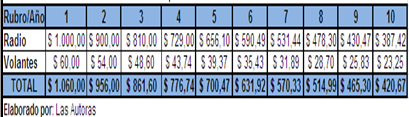 Rubro/Año 1 2 3 4 5 6 7 8 9 10
Radio $ 1.000,00 $ 900,00 $ 810,00 $ 729,00 $ 656,10 $ 590,49 $ 531,44 $ 478,30 $ 430,47 $ 387,42
Volantes $ 60,00 $ 54,00 $ 48,60 $ 43,74 $ 39,37 $ 35,43 $ 31,89 $ 28,70 $ 25,83 $ 23,25
TOTAL $ 1.060,00 $ 956,00 $ 861,60 $ 776,74 $ 700,47 $ 631,92 $ 570,33 $ 514,99 $ 465,30 $ 420,67
Elaborado por: Las Autoras